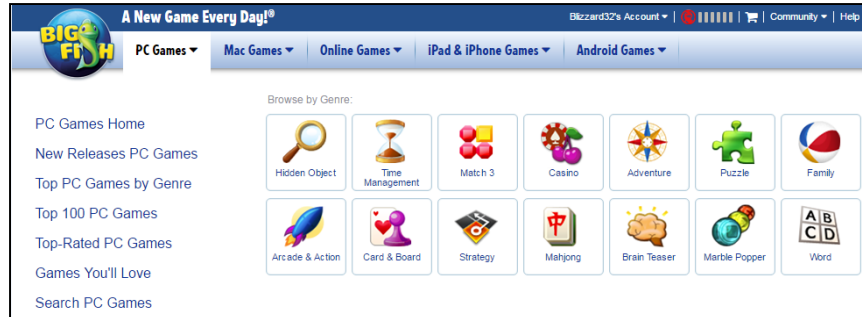 A New Game Every Day!®
Blizzard32's Account ▾ | | Community ▾ | Help
BIG FISH
PC Games ▾ Mac Games ▾ Online Games ▾ iPad & iPhone Games ▾ Android Games ▾
Browse by Genre:
PC Games Home
New Releases PC Games
Top PC Games by Genre
Top 100 PC Games
Top-Rated PC Games
Games You'll Love
Search PC Games
Hidden Object
Time Management
Match 3
Casino
Adventure
Puzzle
Family
Arcade & Action
Card & Board
Strategy
中
Mahjong
Brain Teaser
Marble Popper
A B
C D
Word